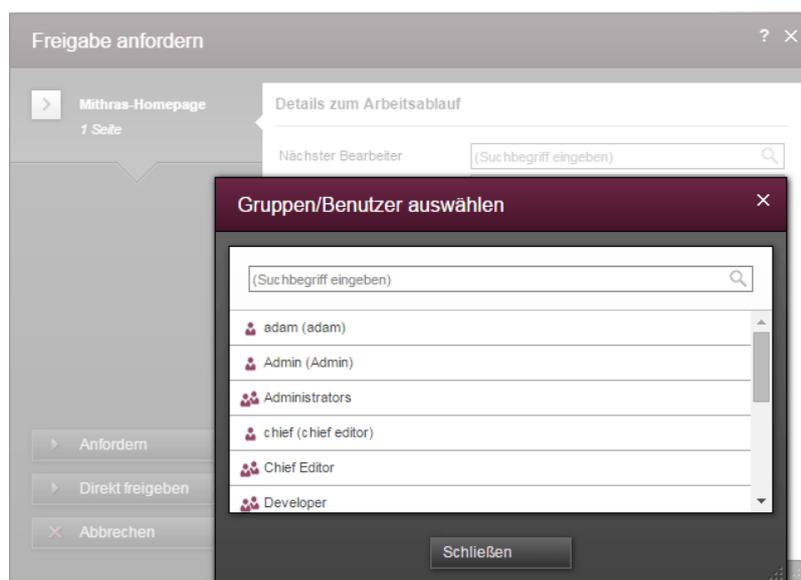 Freigabe anfordern
?
Mithras-Homepage
1 Seite
Details zum Arbeitsablauf
Nächster Bearbeiter
(Suchbegriff eingeben)
Gruppen/Benutzer auswählen
(Suchbegriff eingeben)
adam (adam)
Admin (Admin)
Administrators
chief (chief editor)
Chief Editor
Developer
Anfordern
Direkt freigeben
Abbrechen
Schließen